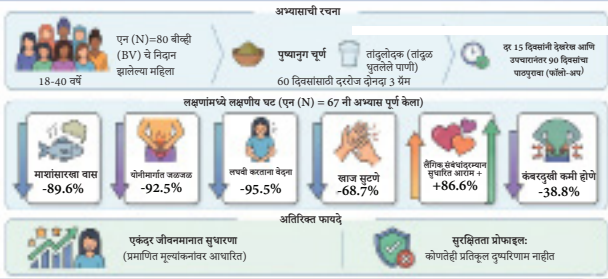 अभ्यासाची रचना
एन (N)=80 बीव्ही
(BV) चे निदान
झालेल्या महिला
18-40 वर्षे
पुष्यानुग चूर्ण
तांदुलोदक (तांदुळ
धुतलेले पाणी)
60 दिवसांसाठी दररोज दोनदा 3 ग्रॅम
दर 15 दिवसांनी देखरेख आणि
उपचारानंतर 90 दिवसांचा
पाठपुरावा (फॉलो-अप)
लक्षणांमध्ये लक्षणीय घट (एन (N) = 67 नी अभ्यास पूर्ण केला)
माशांसारखा वास
-89.6%
योनीमार्गात जळजळ
-92.5%
लघवी करताना वेदना
-95.5%
खाज सुटणे
-68.7%
लैंगिक संबंधांदरम्यान
सुधारित आराम +
+86.6%
कंबरदुखी कमी होणे
-38.8%
अतिरिक्त फायदे
एकंदर जीवनमानात सुधारणा
(प्रमाणित मूल्यांकनांवर आधारित)
सुरक्षितता प्रोफाइल:
कोणतेही प्रतिकूल दुष्परिणाम नाहीत